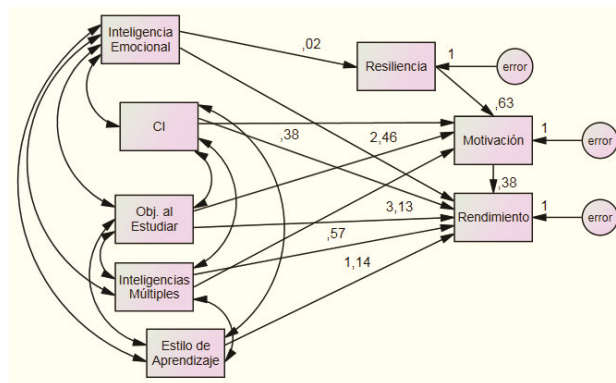 Inteligencia
Emocional
,02
Resiliencia
1
error
,63
CI
,38
2,46
Motivación
1
error
,38
Obj. al
Estudiar
3,13
Rendimiento
1
error
,57
Inteligencias
Múltiples
1,14
Estilo de
Aprendizaje